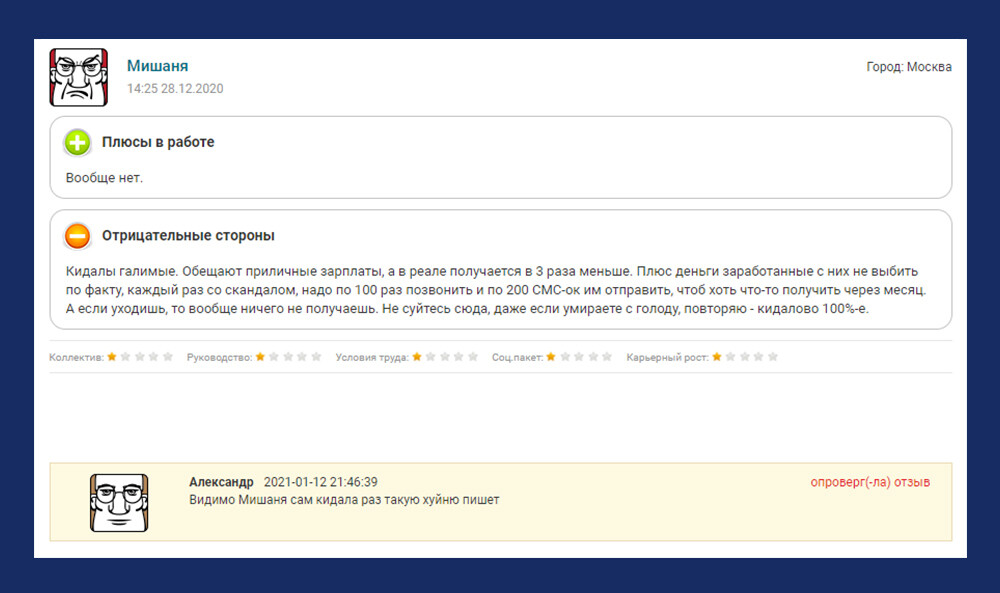 Мишаня
Город: Москва
14:25 28.12.2020
Плюсы в работе
Вообще нет.
Отрицательные стороны
Кидалы галимые. Обещают приличные зарплаты, а в реале получается в 3 раза меньше. Плюс деньги заработанные с них не выбить
по факту, каждый раз со скандалом, надо по 100 раз позвонить и по 200 СМС-ок им отправить, чтоб хоть что-то получить через месяц.
А если уходишь, то вообще ничего не получаешь. Не суйтесь сюда, даже если умираете с голоду, повторяю - кидалово 100%-е.
Коллектив: Руководство: Условия труда: Соц.пакет: Карьерный рост:
Александр 2021-01-12 21:46:39 опроверг(-ла) отзыв
Видимо Мишаня сам кидала раз такую хуйню пишет